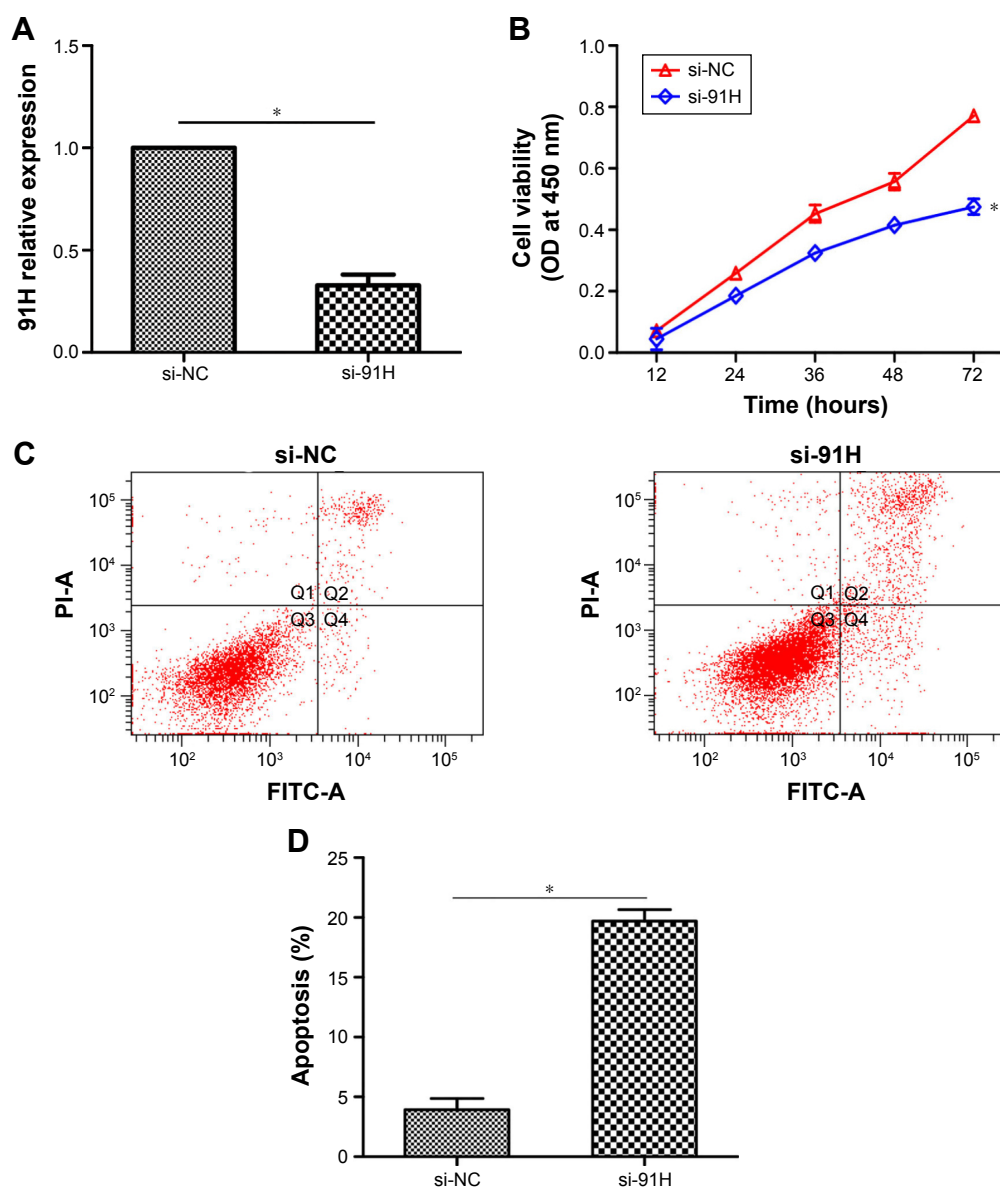 A
91H relative expression
1.5
1.0
0.5
0.0
*
si-NC
si-91H
B
Cell viability
(OD at 450 nm)
1.0
0.8
0.6
0.4
0.2
0.0
si-NC
si-91H
*
12 24 36 48 72
Time (hours)
C
si-NC
PI-A
10⁵
10⁴
10³
10²
Q1 Q2
Q3 Q4
10² 10³ 10⁴ 10⁵
FITC-A
si-91H
PI-A
10⁵
10⁴
10³
10²
Q1 Q2
Q3 Q4
10² 10³ 10⁴ 10⁵
FITC-A
D
Apoptosis (%)
25
20
15
10
5
0
*
si-NC
si-91H